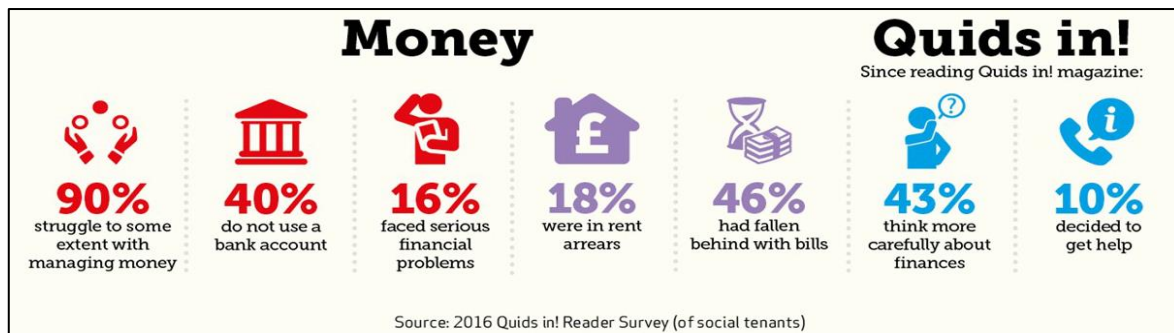 Money
Quids in!
Since reading Quids in! magazine:
£
?
i
90%
struggle to some
extent with
managing money
40%
do not use a
bank account
16%
faced serious
financial
problems
18%
were in rent
arrears
46%
had fallen
behind with bills
43%
think more
carefully about
finances
10%
decided to
get help
Source: 2016 Quids in! Reader Survey (of social tenants)